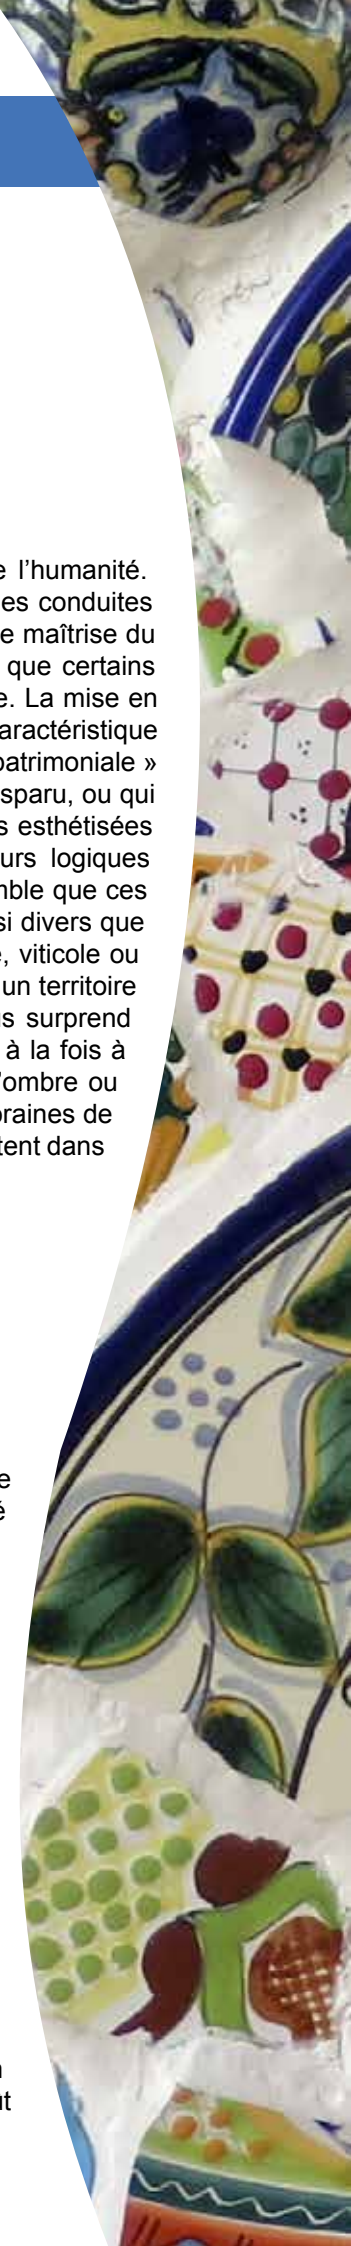 e l'humanité.
es conduites
e maîtrise du
que certains
e. La mise en
aractéristique
patrimoniale »
sparu, ou qui
s esthétisées
urs logiques
mble que ces
si divers que
, viticole ou
un territoire
us surprend
à la fois à
'ombre ou
oraines de
tent dans
e
é
n
ut